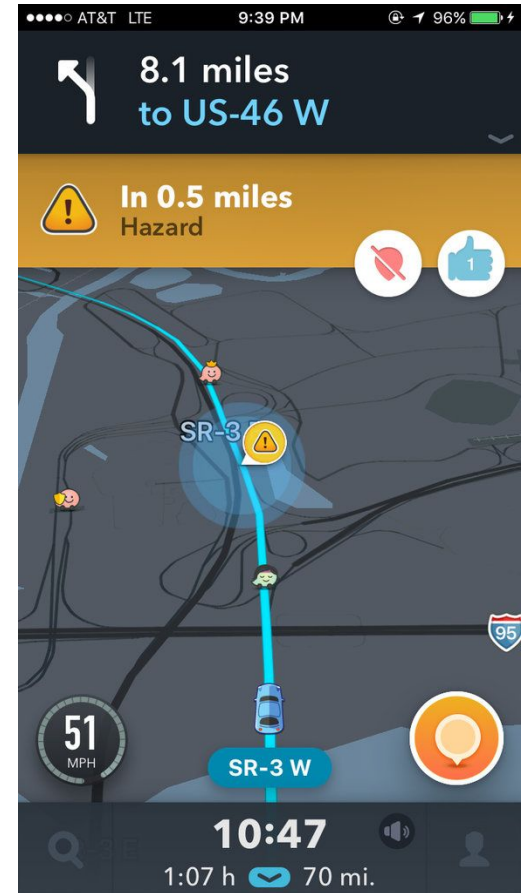 AT&T LTE 9:39 PM 96%
8.1 miles
to US-46 W
In 0.5 miles
Hazard
1
SR-3
95
51
MPH
SR-3 W
10:47
1:07 h 70 mi.